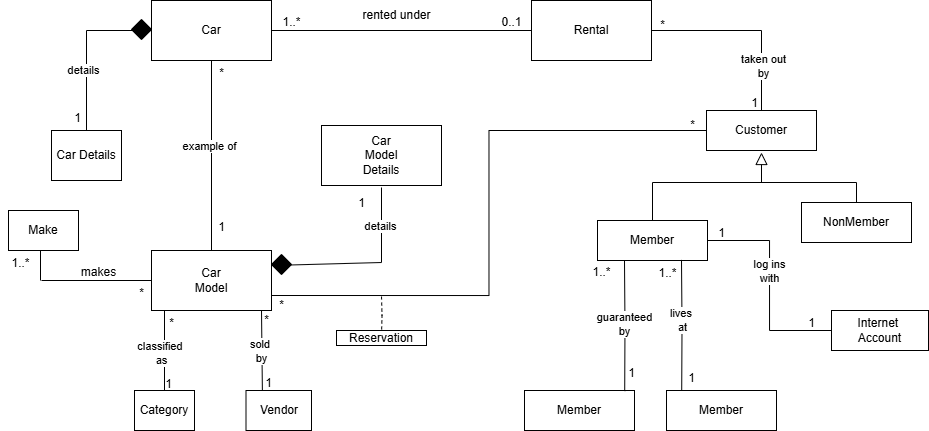 Car
1..*
rented under
0..1
Rental
*
details
*
taken out
by
1
1
Car Details
example of
Car
Model
Details
*
Customer
1
details
Make
1
NonMember
1..*
makes
*
Car
Model
*
Member
1
1..*
1..*
log ins
with
*
classified
as
*
sold
by
Reservation
guaranteed
by
lives
at
1
Internet
Account
1
1
1
1
Category
Vendor
Member
Member